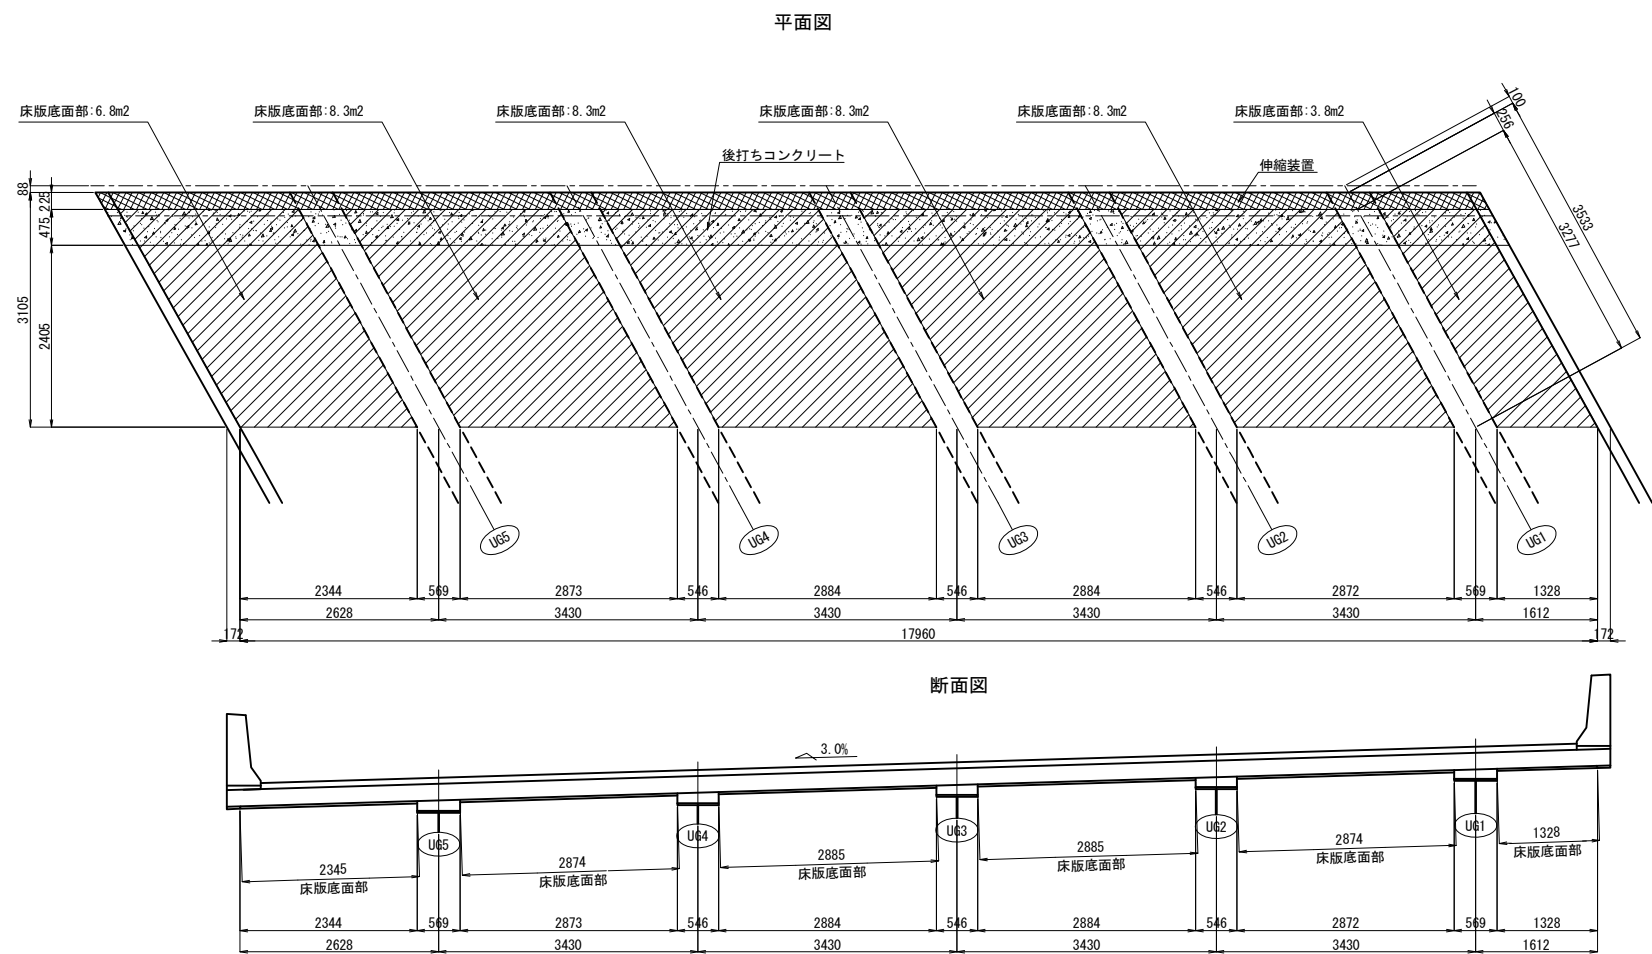 平面図
床版底面部:6.8m2
床版底面部:8.3m2
床版底面部:8.3m2
床版底面部:8.3m2
床版底面部:8.3m2
床版底面部:3.8m2
100
256
後打ちコンクリート
伸縮装置
88
225
475
3105
2405
3533
3277
UG5
UG4
UG3
UG2
UG1
2344 569 2873 546 2884 546 2884 546 2872 569 1328
2628 3430 3430 3430 3430 1612
172 17960 172
断面図
3.0%
UG5
UG4
UG3
UG2
UG1
2345
床版底面部
2874
床版底面部
2885
床版底面部
2885
床版底面部
2874
床版底面部
1328
床版底面部
2344 569 2873 546 2884 546 2884 546 2872 569 1328
2628 3430 3430 3430 3430 1612